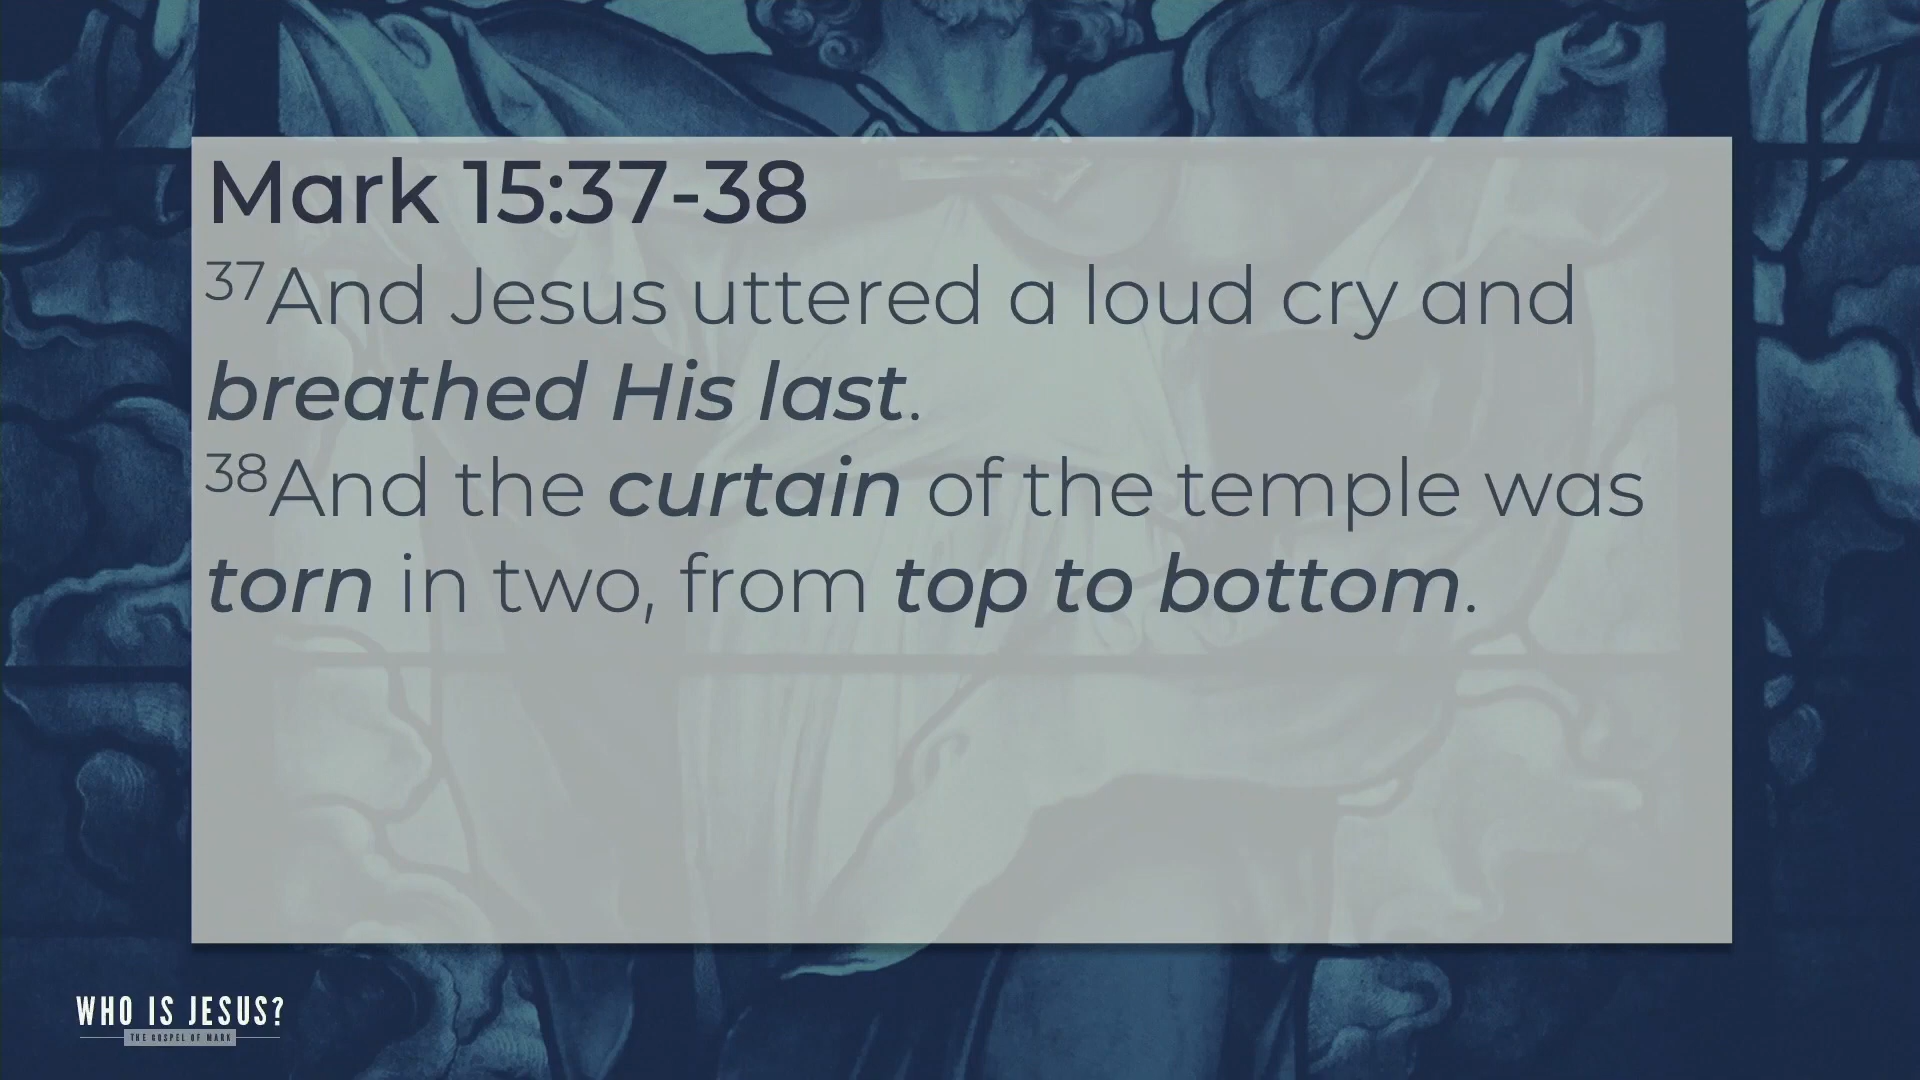 Mark 15:37-38
37And Jesus uttered a loud cry and
breathed His last.
38And the curtain of the temple was
torn in two, from top to bottom.
WHO IS JESUS?
THE GOSPEL OF MARK